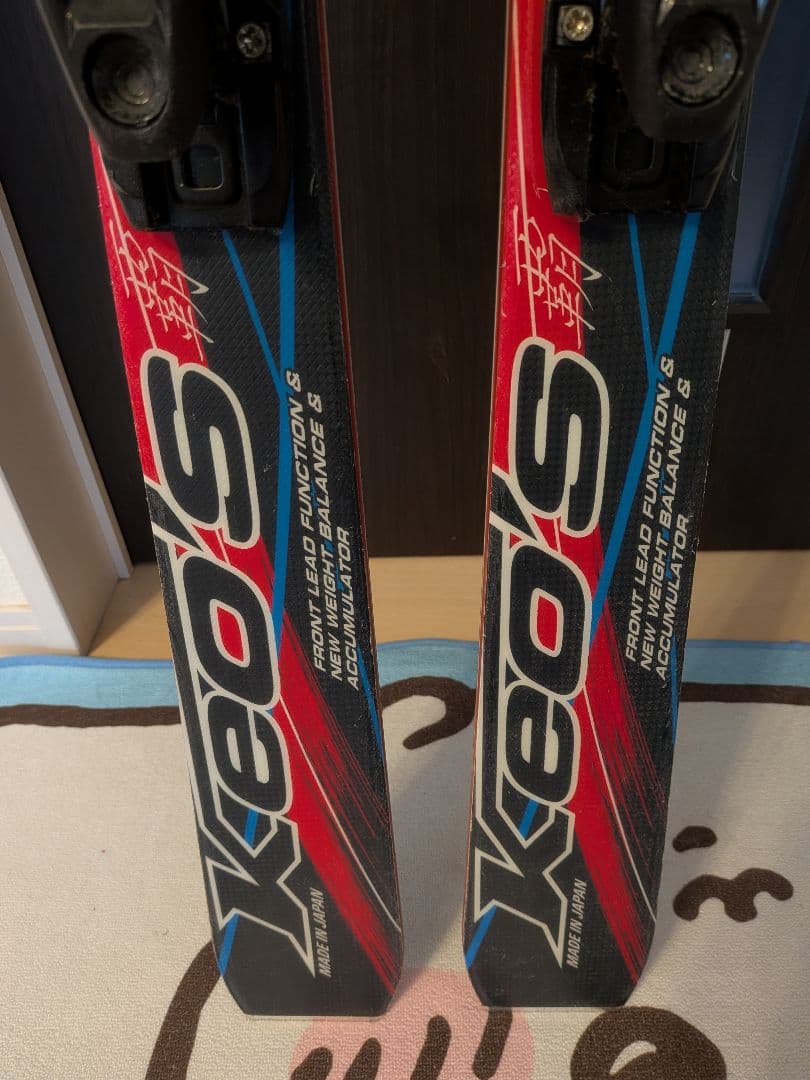 Keo'S
FRONT LEAD FUNCTION &
NEW WEIGHT BALANCE &
ACCUMULATOR
MADE IN JAPAN
Keo'S
FRONT LEAD FUNCTION &
NEW WEIGHT BALANCE &
ACCUMULATOR
MADE IN JAPAN